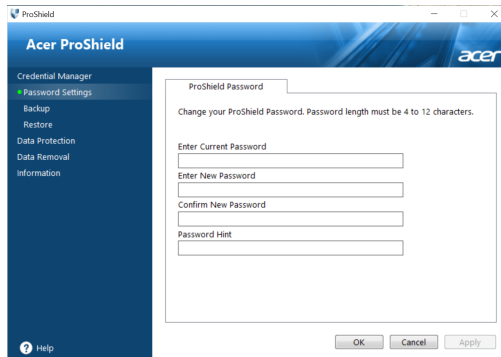 ProShield
Acer ProShield
acer
Credential Manager
Password Settings
Backup
Restore
Data Protection
Data Removal
Information
Help
ProShield Password
Change your ProShield Password. Password length must be 4 to 12 characters.
Enter Current Password
Enter New Password
Confirm New Password
Password Hint
OK Cancel Apply